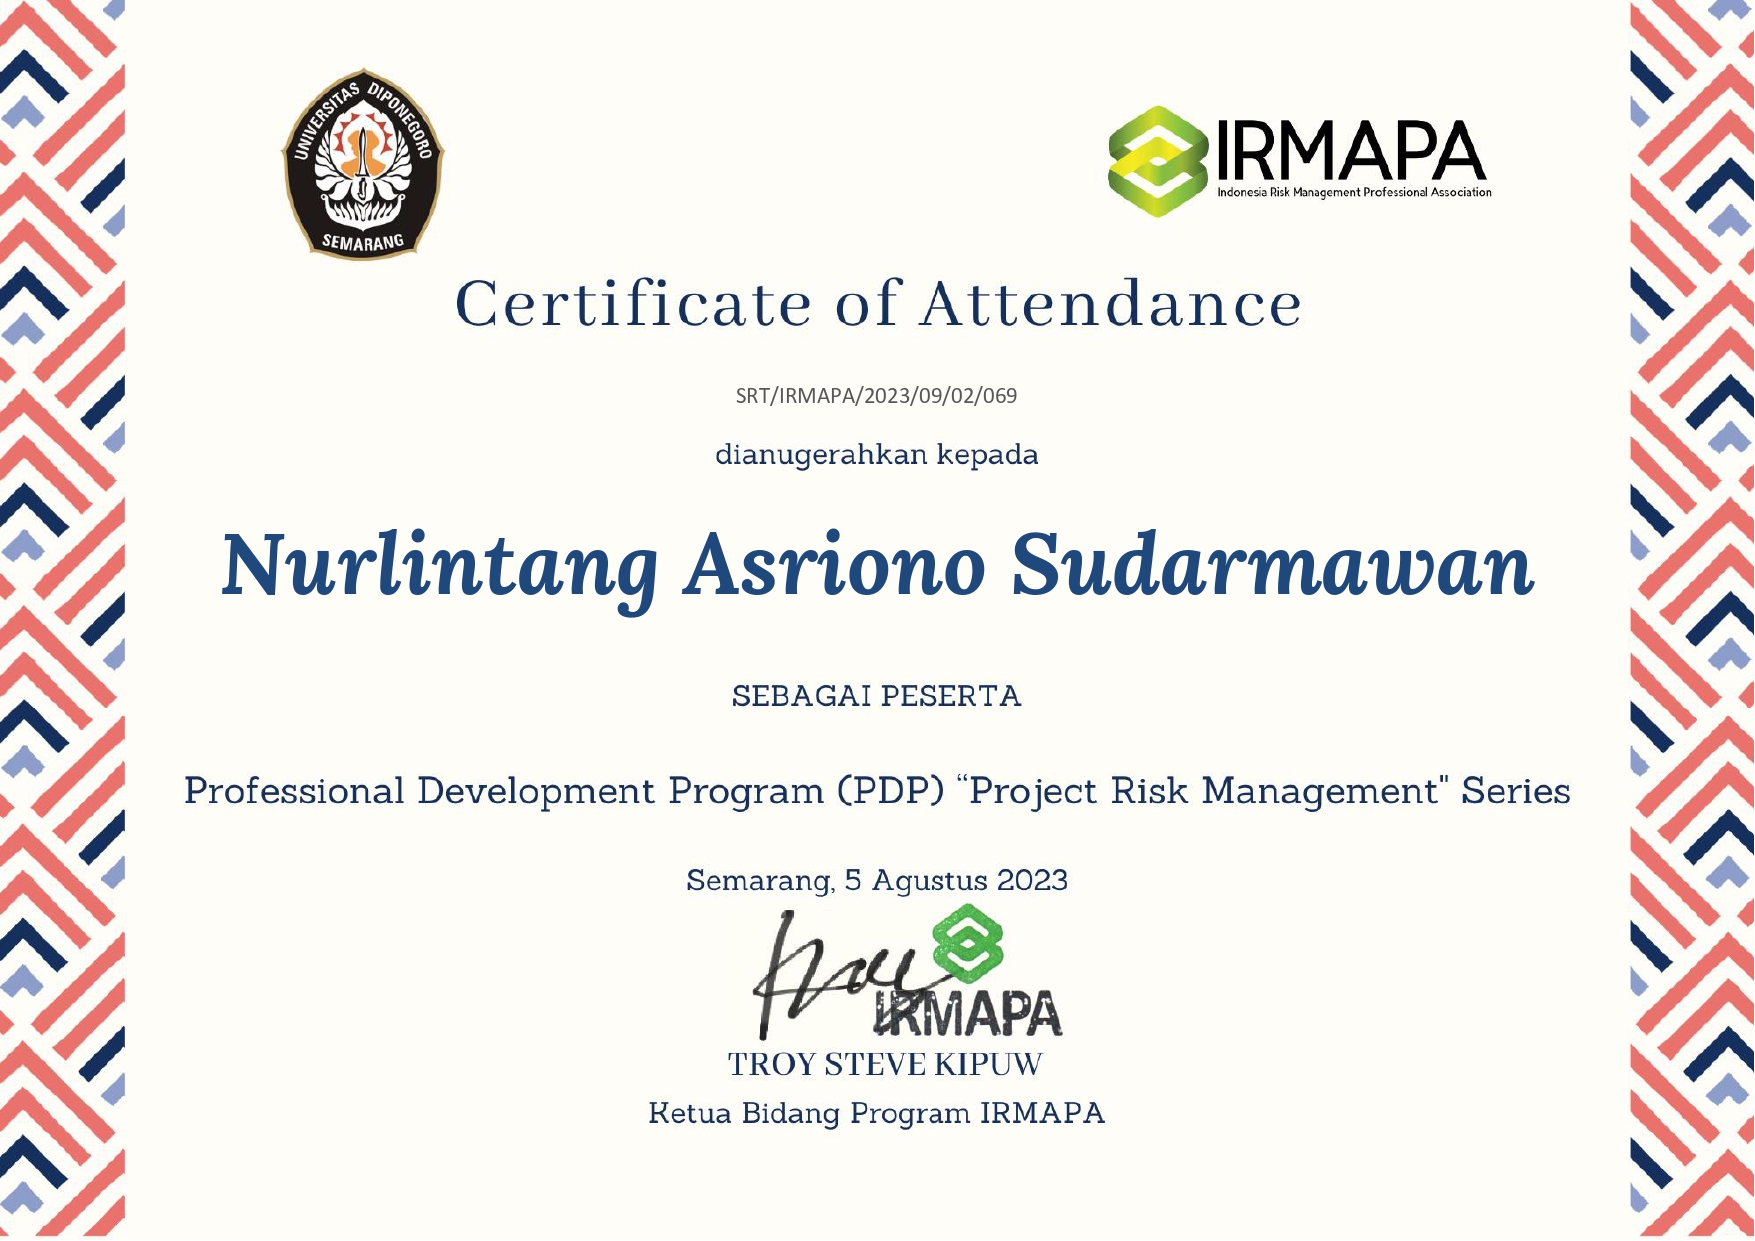 UNIVERSITAS DIPONEGORO
SEMARANG
IRMAPA
Indonesia Risk Management Professional Association
Certificate of Attendance
SRT/IRMAPA/2023/09/02/069
dianugerahkan kepada
Nurlintang Asriono Sudarmawan
SEBAGAI PESERTA
Professional Development Program (PDP) “Project Risk Management" Series
Semarang, 5 Agustus 2023
IRMAPA
TROY STEVE KIPUW
Ketua Bidang Program IRMAPA